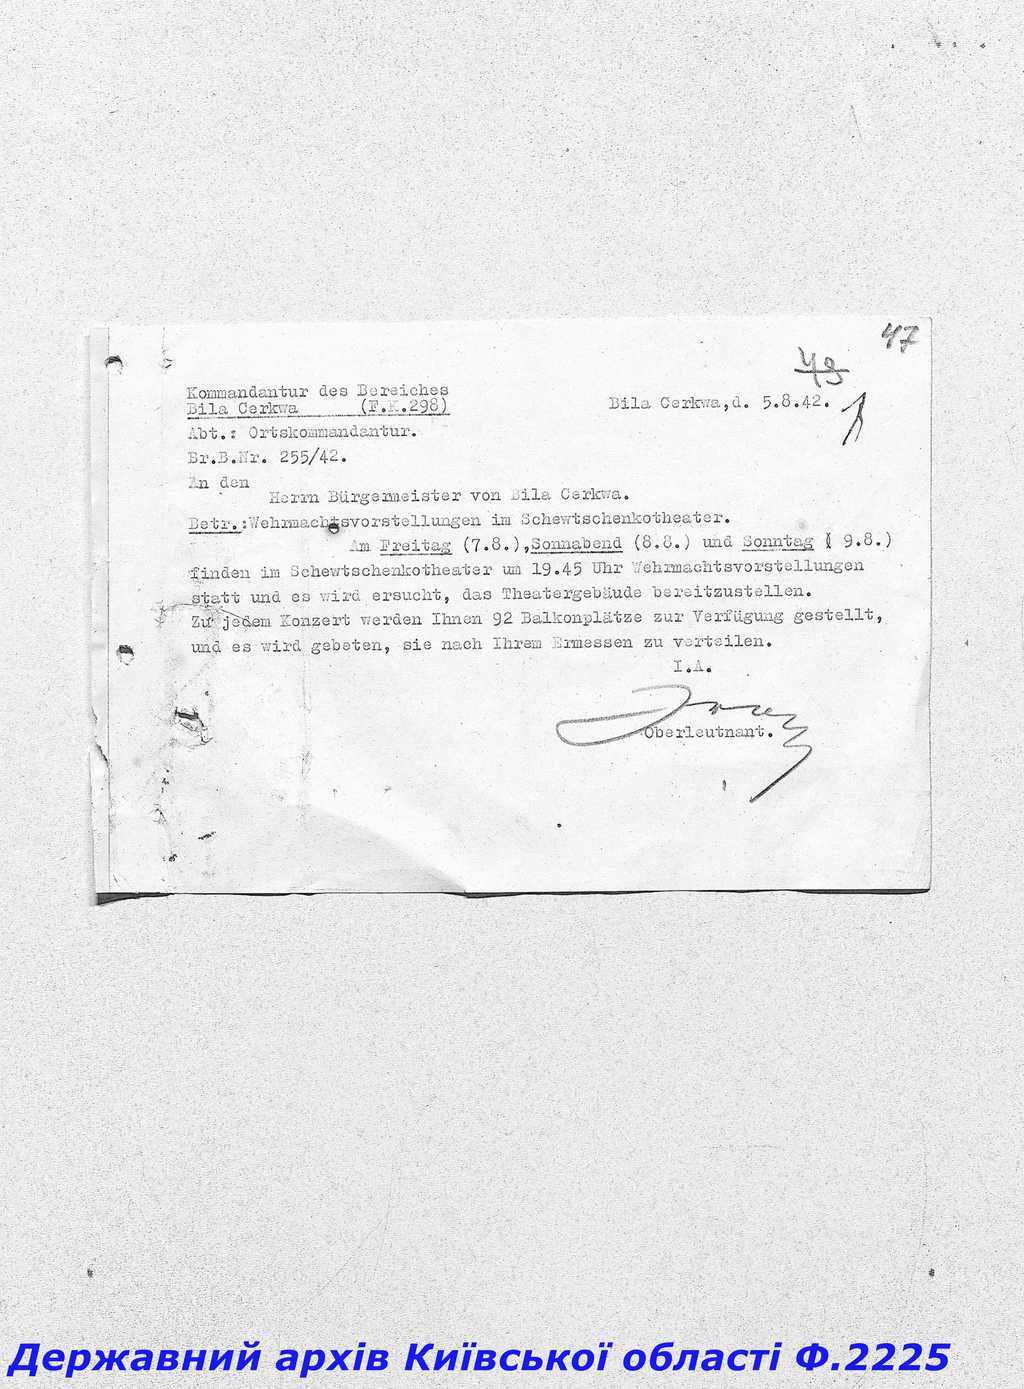 47
49
Kommandantur des Bereiches
Bila Cerkwa (F.K.298)
Bila Cerkwa,d. 5.8.42.
Abt.: Ortskommandantur.
Br.B.Nr. 255/42.
An den
Herrn Bürgermeister von Bila Cerkwa.
Betr.:Wehrmachtsvorstellungen im Schewtschenkotheater.
Am Freitag (7.8.),Sonnabend (8.8.) und Sonntag ( 9.8.)
finden im Schewtschenkotheater um 19.45 Uhr Wehrmachtsvorstellungen
statt und es wird ersucht, das Theatergebäude bereitzustellen.
Zu jedem Konzert werden Ihnen 92 Balkonplätze zur Verfügung gestellt,
und es wird gebeten, sie nach Ihrem Ermessen zu verteilen.
I.A.
Oberleutnant.
Державний архів Київської області Ф.2225